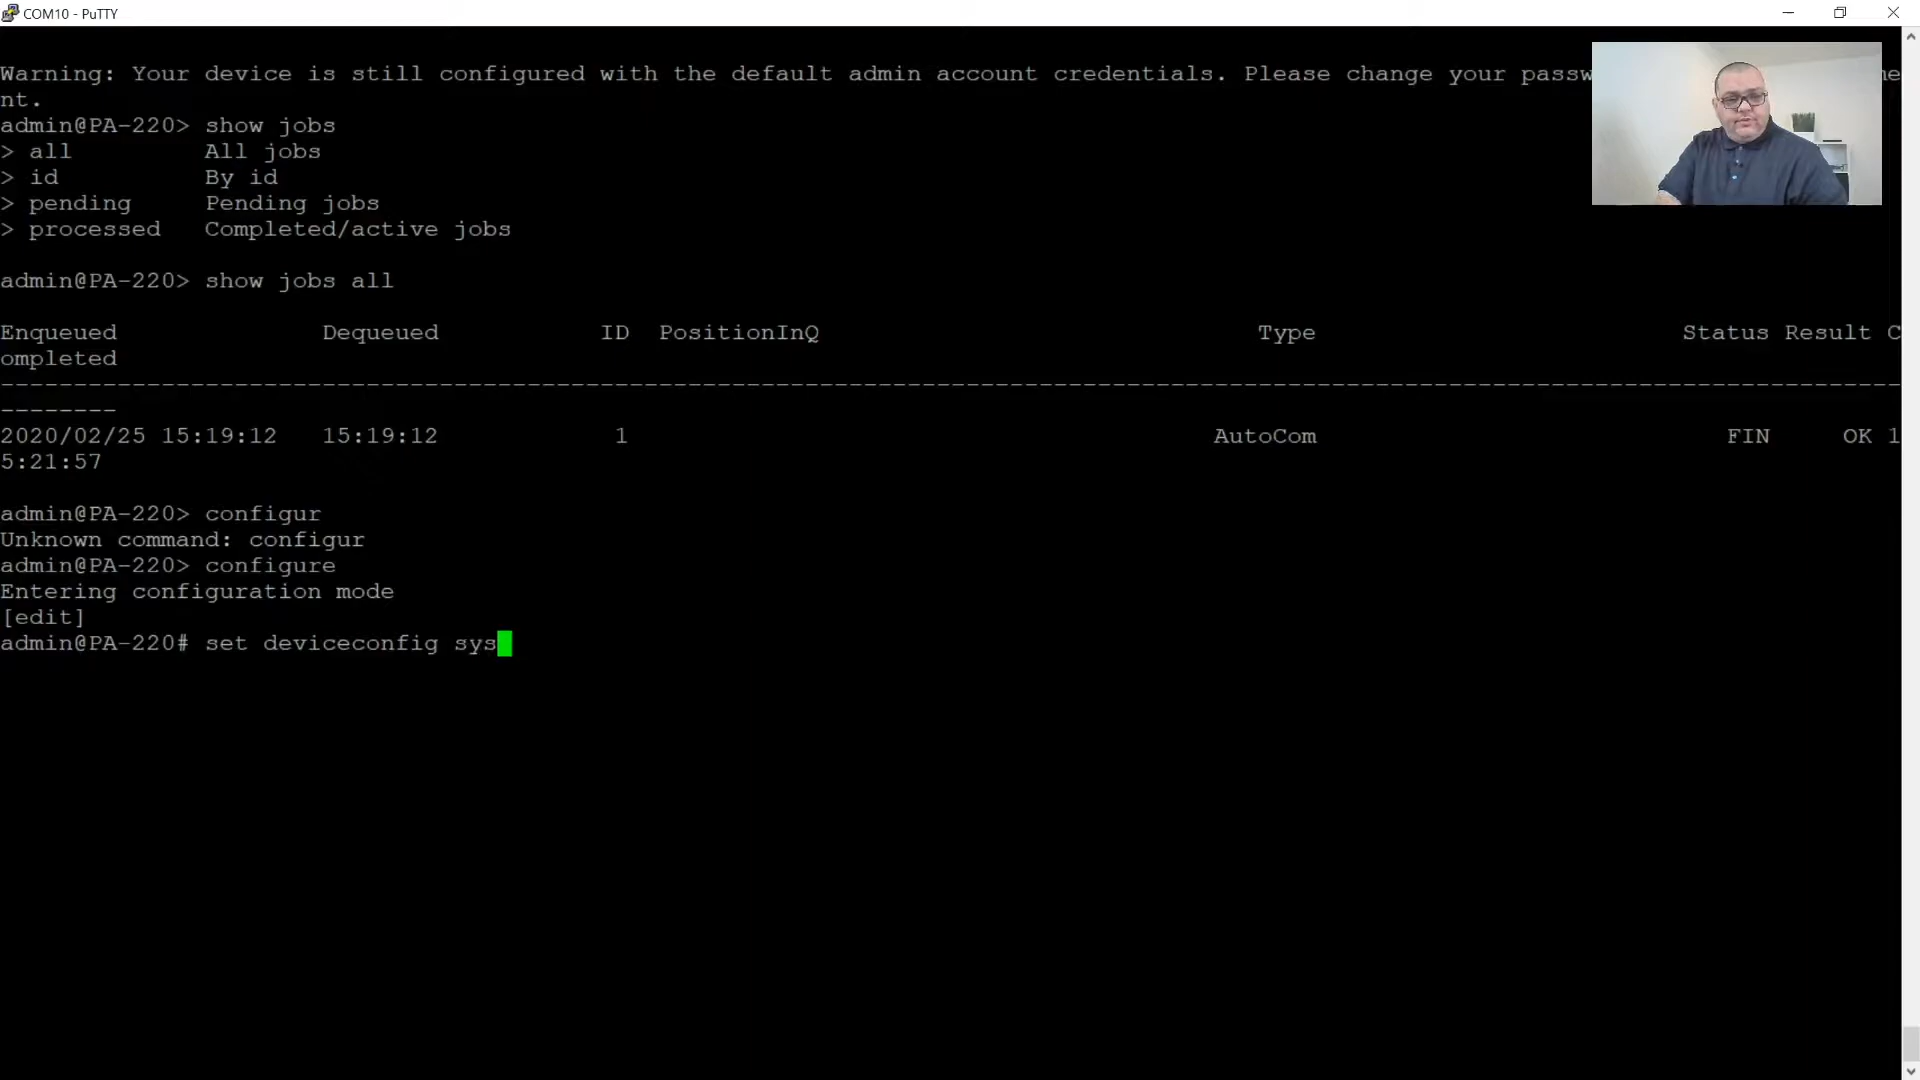 COM10 - PuTTY
Warning: Your device is still configured with the default admin account credentials. Please change your passw
nt.
admin@PA-220> show jobs
> all All jobs
> id By id
> pending Pending jobs
> processed Completed/active jobs
admin@PA-220> show jobs all
Enqueued Dequeued ID PositionInQ Type Status Result C
ompleted
--------------------------------------------------------------------------------------------------------------------------------------
--------
2020/02/25 15:19:12 15:19:12 1 AutoCom FIN OK 1
5:21:57
admin@PA-220> configur
Unknown command: configur
admin@PA-220> configure
Entering configuration mode
[edit]
admin@PA-220# set deviceconfig sys